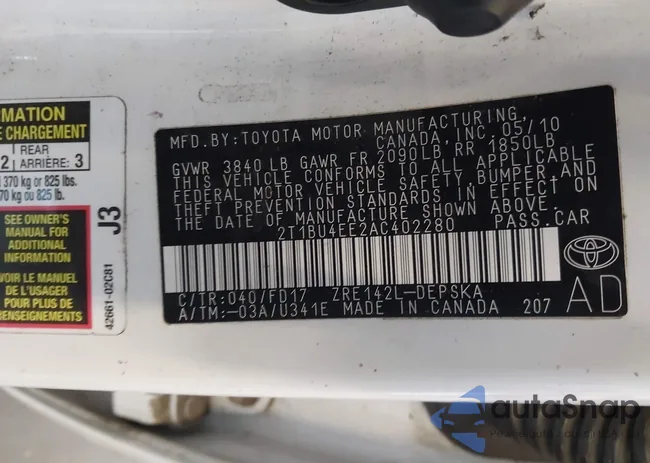 RMATION
E CHARGEMENT
REAR
2 ARRIÈRE: 3
370 kg or 825 lbs.
70 kg ou 825 lb.
SEE OWNER'S
MANUAL FOR
ADDITIONAL
INFORMATION
Voir le MANUEL
de L'USAGER
pour Plus de
RENSEIGNEMENTS
J3
42661-02C81
MFD.BY:TOYOTA MOTOR MANUFACTURING
CANADA, INC. 05/10
GVWR 3840 LB GAWR FR 2090LB RR 1850LB
THIS VEHICLE CONFORMS TO ALL APPLICABLE
FEDERAL MOTOR VEHICLE SAFETY, BUMPER,AND
THEFT PREVENTION STANDARDS IN EFFECT ON
THE DATE OF MANUFACTURE SHOWN ABOVE.
2T1BU4EE2AC402280 PASS.CAR
C/TR:040/FD17 ZRE142L-DEPSKA
A/TM:-03A/U341E MADE IN CANADA 207
AD
autoSnap